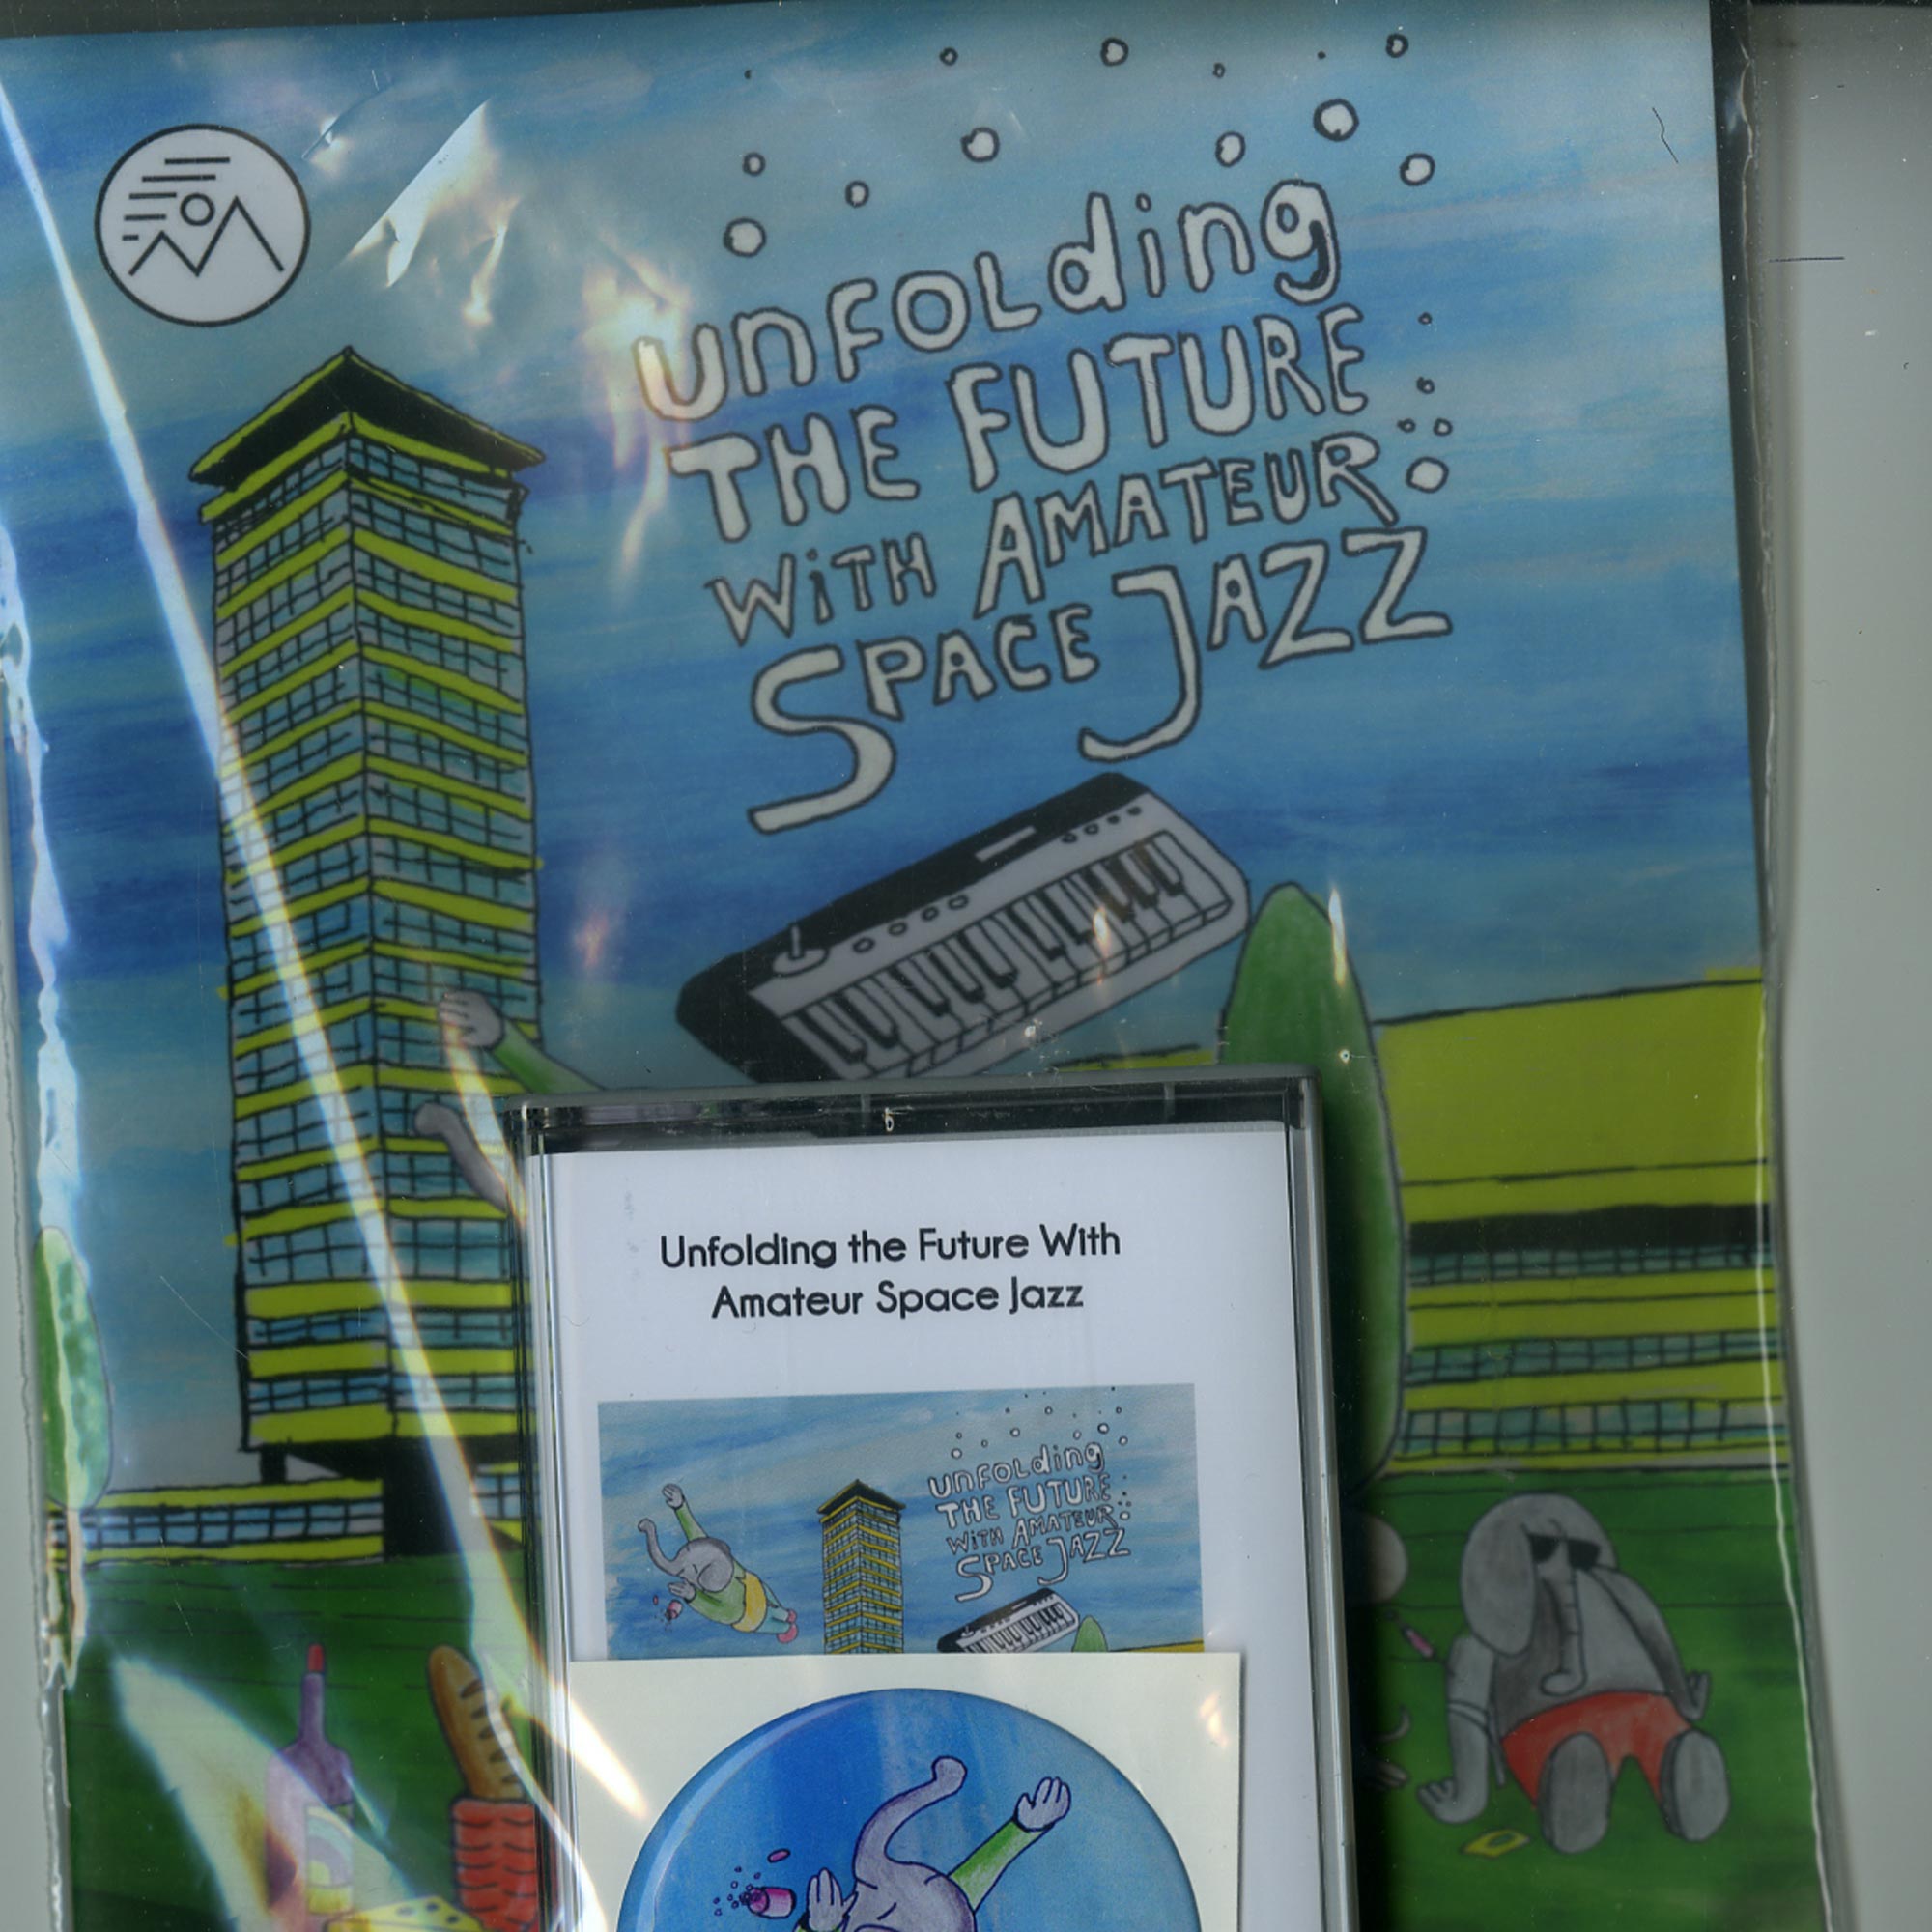 unfolding
THE FUTURE
WiTH AMATEUR
SPACE JAZZ
Unfolding the Future With
Amateur Space Jazz
unfolding
THE FUTURE
WiTH AMATEUR
SPACE JAZZ